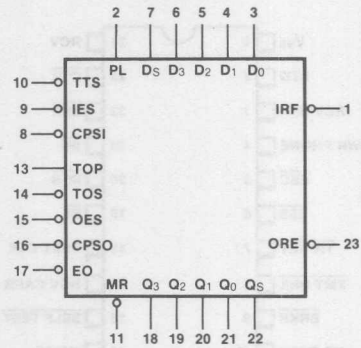 2 7 6 5 4 3
PL DS D3 D2 D1 D0
10 TTS
9 IES
8 CPSI
IRF 1
13 TOP
14 TOS
15 OES
16 CPSO
17 EO
ORE 23
MR Q3 Q2 Q1 Q0 QS
11 18 19 20 21 22